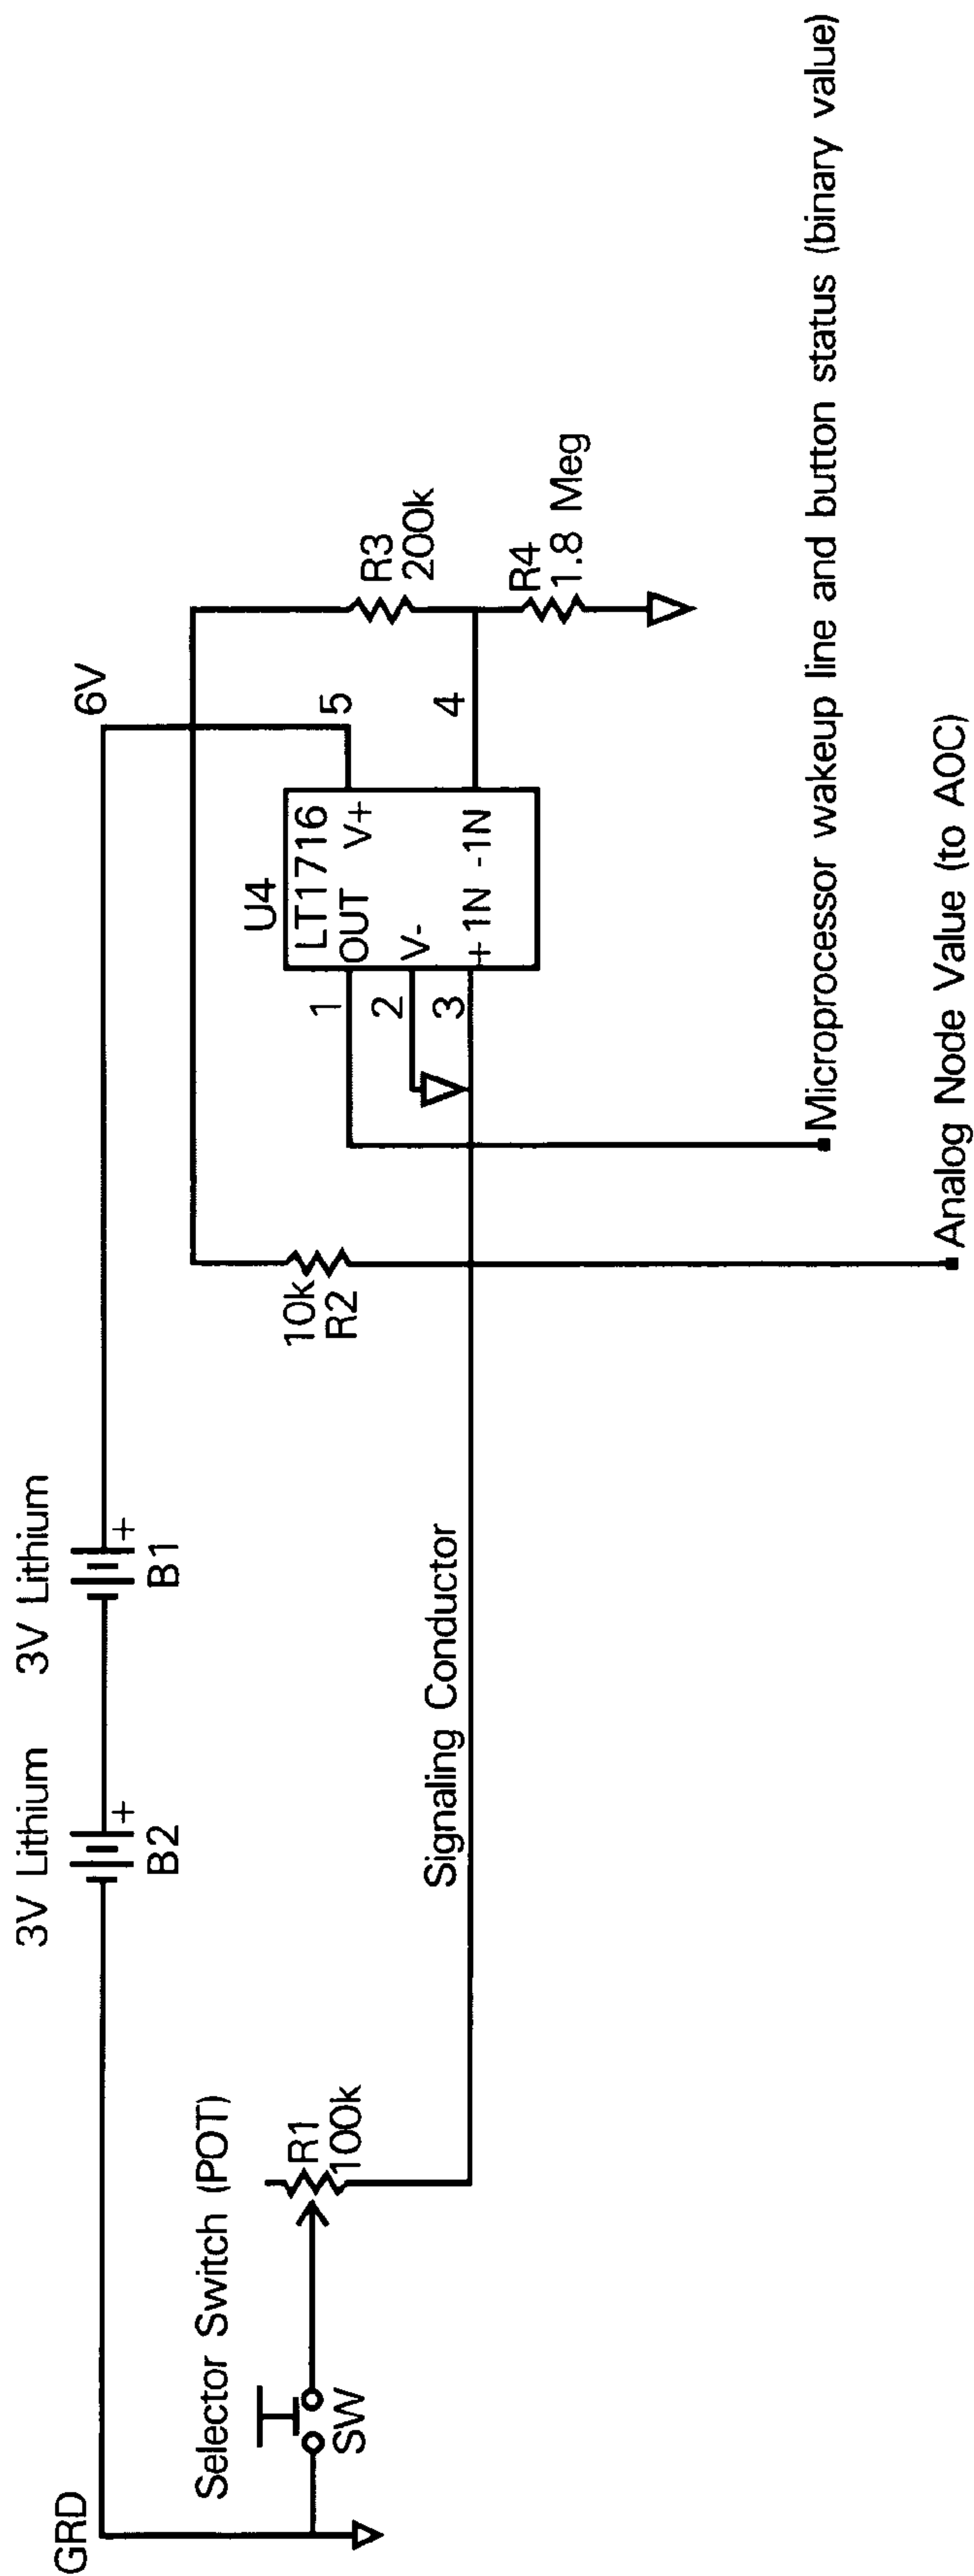 GRD
3V Lithium
3V Lithium
+
+
B2
B1
6V
Selector Switch (POT)
SW
R1
100k
Signaling Conductor
10k
R2
U4
LT1716
OUT
V+
V-
+1N -1N
1
2
3
5
4
R3
200k
R4
1.8 Meg
Microprocessor wakeup line and button status (binary value)
Analog Node Value (to AOC)